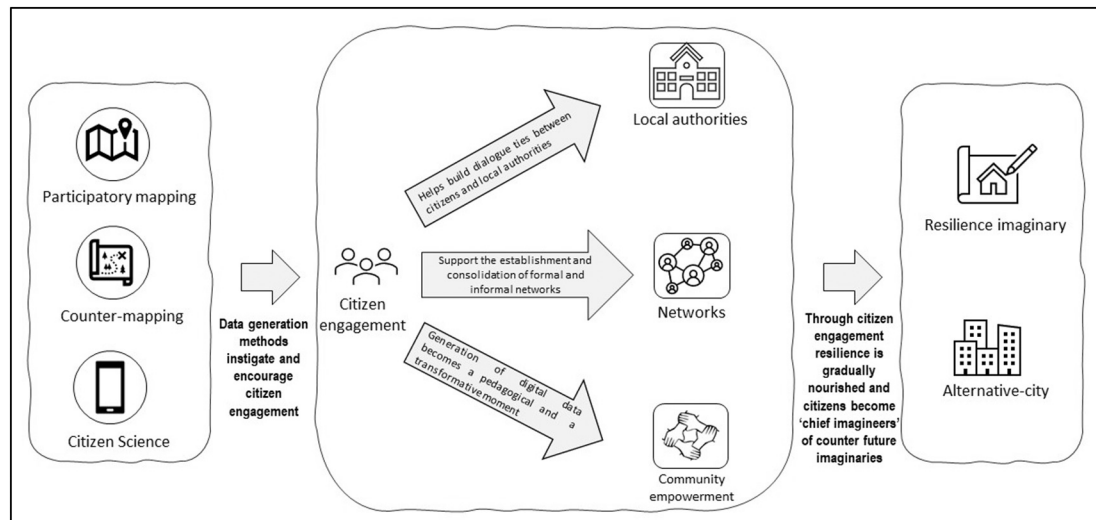 Participatory mapping
Counter-mapping
Citizen Science
Data generation
methods
instigate and
encourage
citizen
engagement
Citizen
engagement
Helps build dialogue ties between
citizens and local authorities
Support the establishment and
consolidation of formal and
informal networks
Generation of digital data
becomes a pedagogical and a
transformative moment
Local authorities
Networks
Community
empowerment
Through citizen
engagement
resilience is
gradually
nourished and
citizens become
‘chief imagineers’
of counter future
imaginaries
Resilience imaginary
Alternative-city